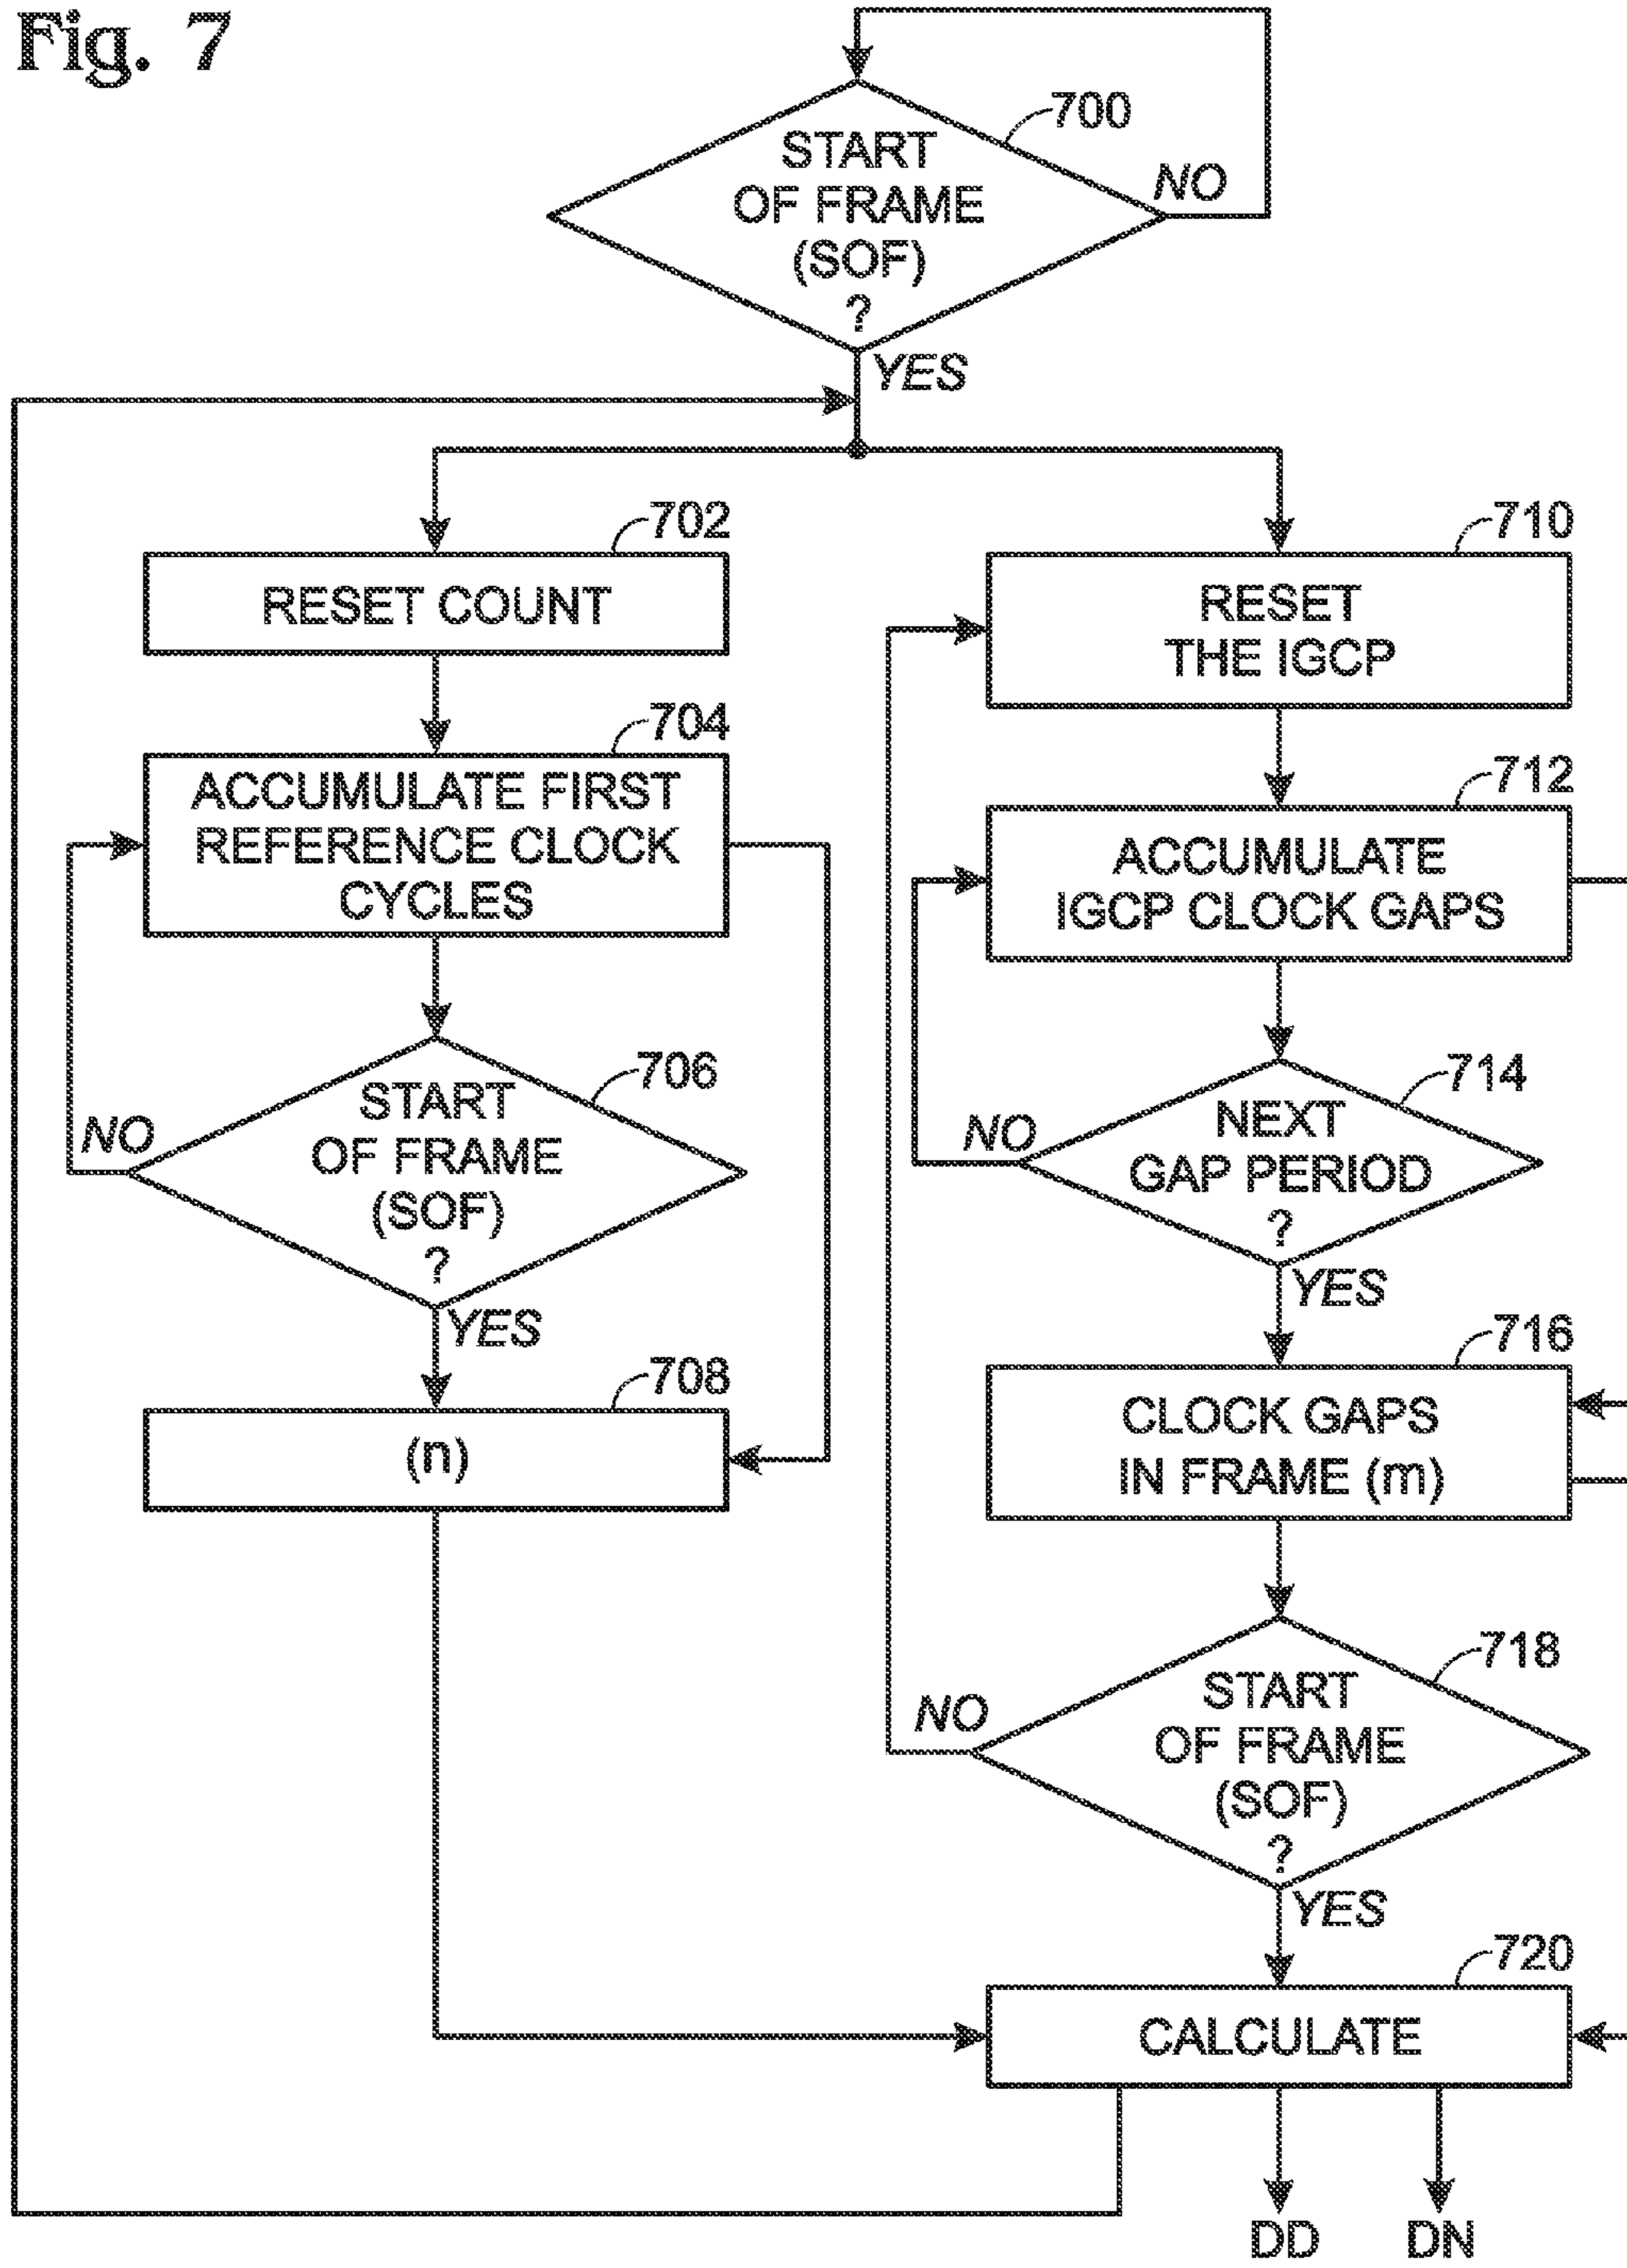 Fig. 7
700
START
OF FRAME
(SOF)
?
NO
YES
702
RESET COUNT
704
ACCUMULATE FIRST
REFERENCE CLOCK
CYCLES
706
START
OF FRAME
(SOF)
?
NO
YES
708
(n)
710
RESET
THE IGCP
712
ACCUMULATE
IGCP CLOCK GAPS
714
NEXT
GAP PERIOD
?
NO
YES
716
CLOCK GAPS
IN FRAME (m)
718
START
OF FRAME
(SOF)
?
NO
YES
720
CALCULATE
DD
DN